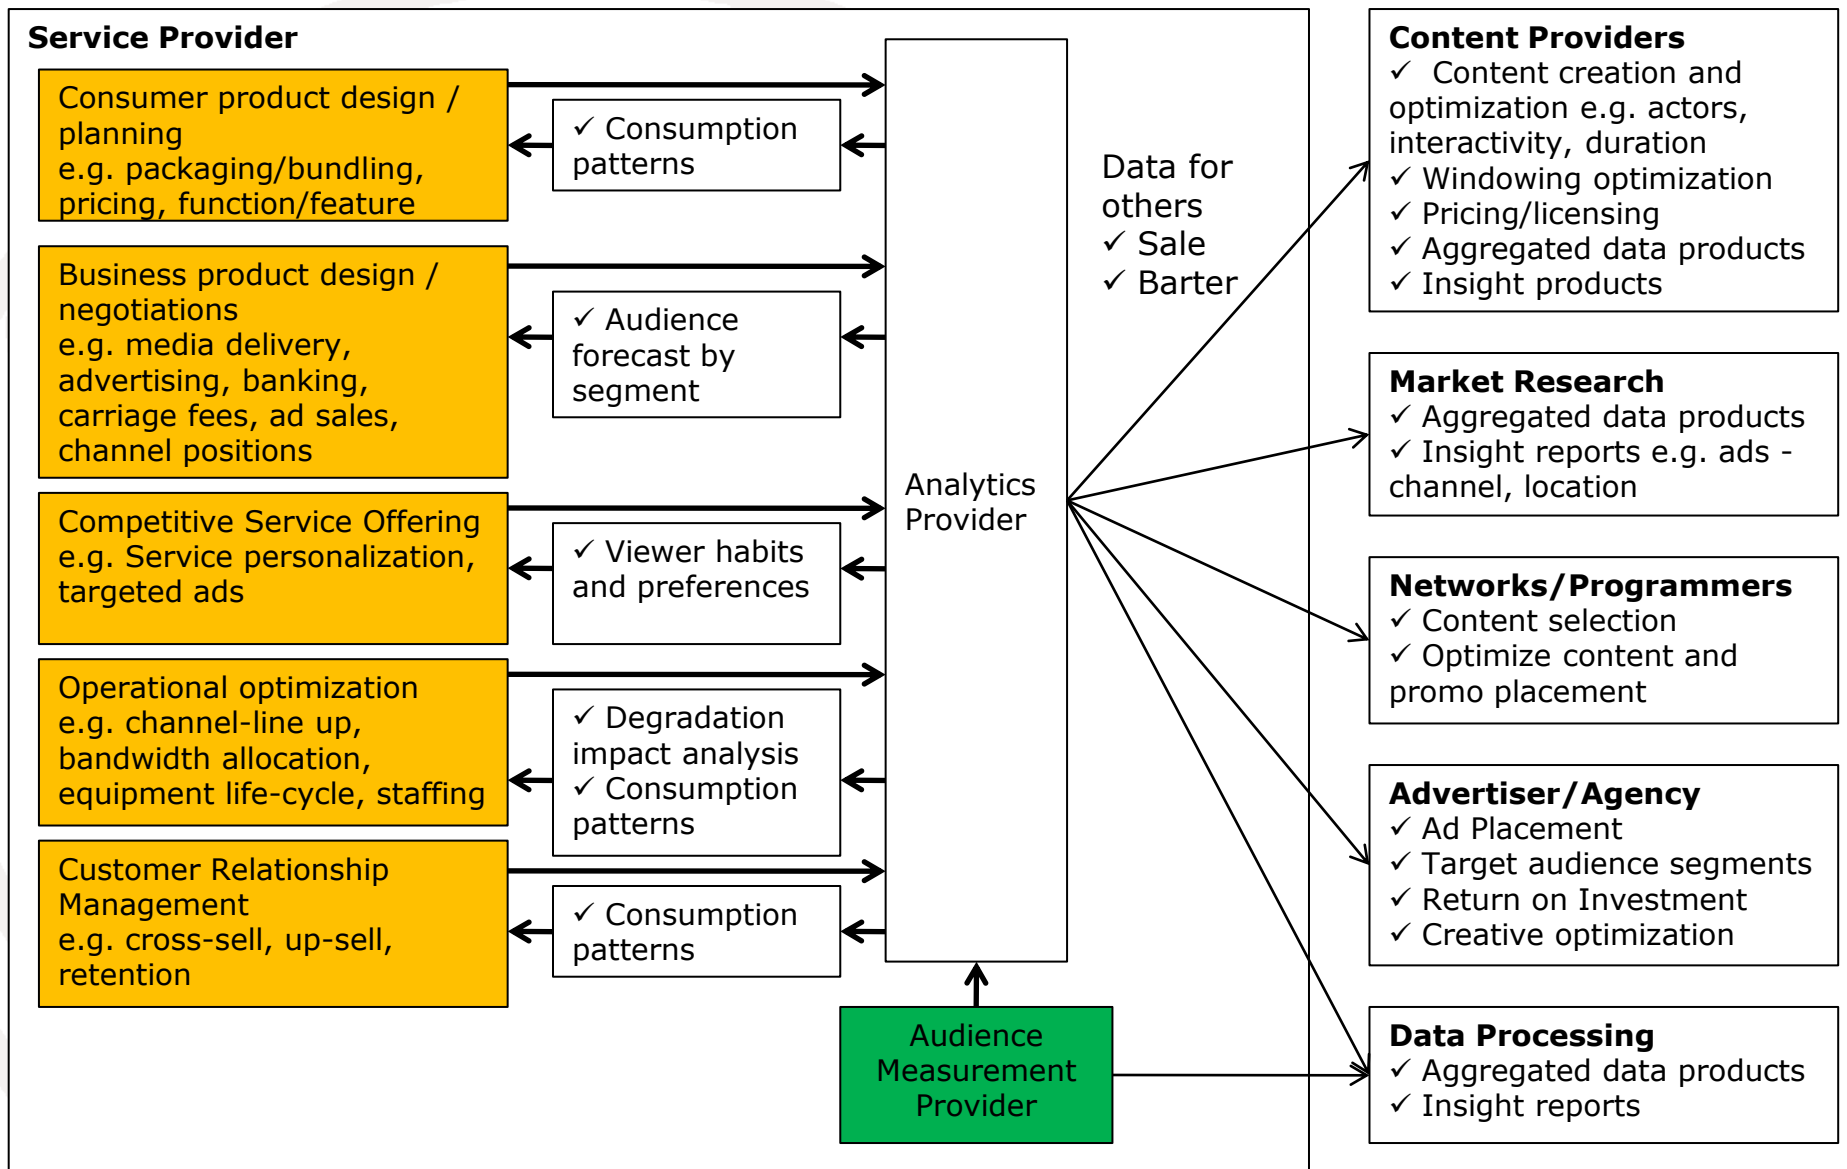 Service Provider
Consumer product design /
planning
e.g. packaging/bundling,
pricing, function/feature
✓ Consumption
patterns
Business product design /
negotiations
e.g. media delivery,
advertising, banking,
carriage fees, ad sales,
channel positions
✓ Audience
forecast by
segment
Competitive Service Offering
e.g. Service personalization,
targeted ads
✓ Viewer habits
and preferences
Operational optimization
e.g. channel-line up,
bandwidth allocation,
equipment life-cycle, staffing
✓ Degradation
impact analysis
✓ Consumption
patterns
Customer Relationship
Management
e.g. cross-sell, up-sell,
retention
✓ Consumption
patterns
Analytics
Provider
Audience
Measurement
Provider
Data for
others
✓ Sale
✓ Barter
Content Providers
✓ Content creation and
optimization e.g. actors,
interactivity, duration
✓ Windowing optimization
✓ Pricing/licensing
✓ Aggregated data products
✓ Insight products
Market Research
✓ Aggregated data products
✓ Insight reports e.g. ads -
channel, location
Networks/Programmers
✓ Content selection
✓ Optimize content and
promo placement
Advertiser/Agency
✓ Ad Placement
✓ Target audience segments
✓ Return on Investment
✓ Creative optimization
Data Processing
✓ Aggregated data products
✓ Insight reports